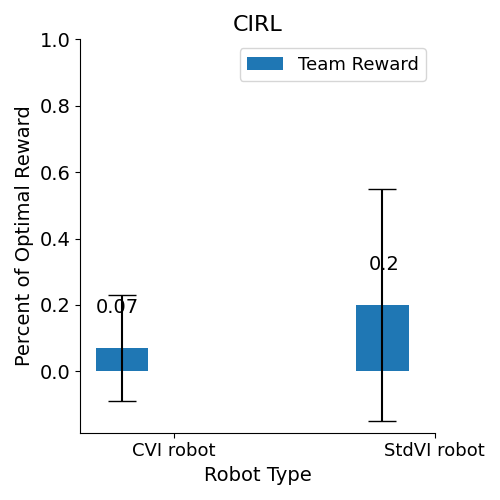 CIRL
Team Reward
Percent of Optimal Reward
1.0
0.8
0.6
0.4
0.2
0.0
0.07
0.2
CVI robot
StdVI robot
Robot Type